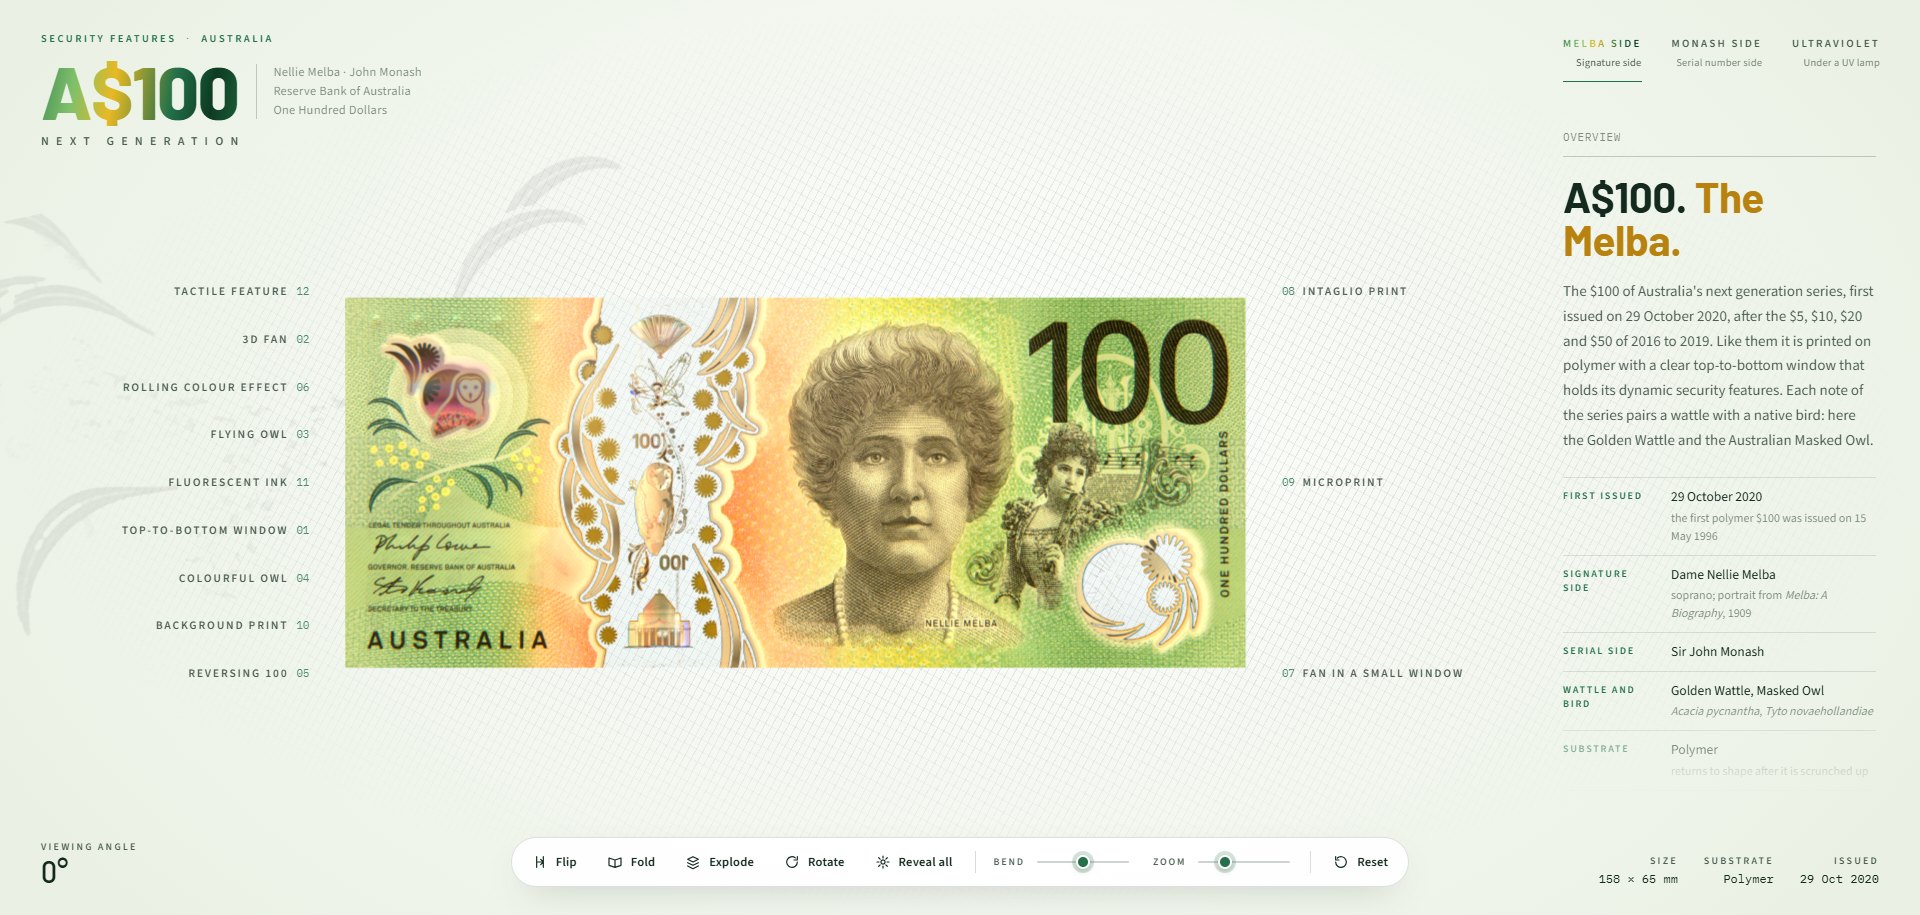 SECURITY FEATURES · AUSTRALIA
A$100
NEXT GENERATION
Nellie Melba · John Monash
Reserve Bank of Australia
One Hundred Dollars
MELBA SIDE
Signature side
MONASH SIDE
Serial number side
ULTRAVIOLET
Under a UV lamp
TACTILE FEATURE 12
3D FAN 02
ROLLING COLOUR EFFECT 06
FLYING OWL 03
FLUORESCENT INK 11
TOP-TO-BOTTOM WINDOW 01
COLOURFUL OWL 04
BACKGROUND PRINT 10
REVERSING 100 05
100
100
100
LEGAL TENDER THROUGHOUT AUSTRALIA
Philip Lowe
GOVERNOR, RESERVE BANK OF AUSTRALIA
SECRETARY TO THE TREASURY
AUSTRALIA
NELLIE MELBA
ONE HUNDRED DOLLARS
08 INTAGLIO PRINT
09 MICROPRINT
07 FAN IN A SMALL WINDOW
OVERVIEW
A$100. The
Melba.
The $100 of Australia's next generation series, first
issued on 29 October 2020, after the $5, $10, $20
and $50 of 2016 to 2019. Like them it is printed on
polymer with a clear top-to-bottom window that
holds its dynamic security features. Each note of
the series pairs a wattle with a native bird: here
the Golden Wattle and the Australian Masked Owl.
FIRST ISSUED
29 October 2020
the first polymer $100 was issued on 15
May 1996
SIGNATURE
SIDE
Dame Nellie Melba
soprano; portrait from Melba: A
Biography, 1909
SERIAL SIDE
Sir John Monash
WATTLE AND
BIRD
Golden Wattle, Masked Owl
Acacia pycnantha, Tyto novaehollandiae
SUBSTRATE
Polymer
returns to shape after it is scrunched up
VIEWING ANGLE
0°
Flip
Fold
Explode
Rotate
Reveal all
BEND
ZOOM
Reset
SIZE
158 × 65 mm
SUBSTRATE
Polymer
ISSUED
29 Oct 2020